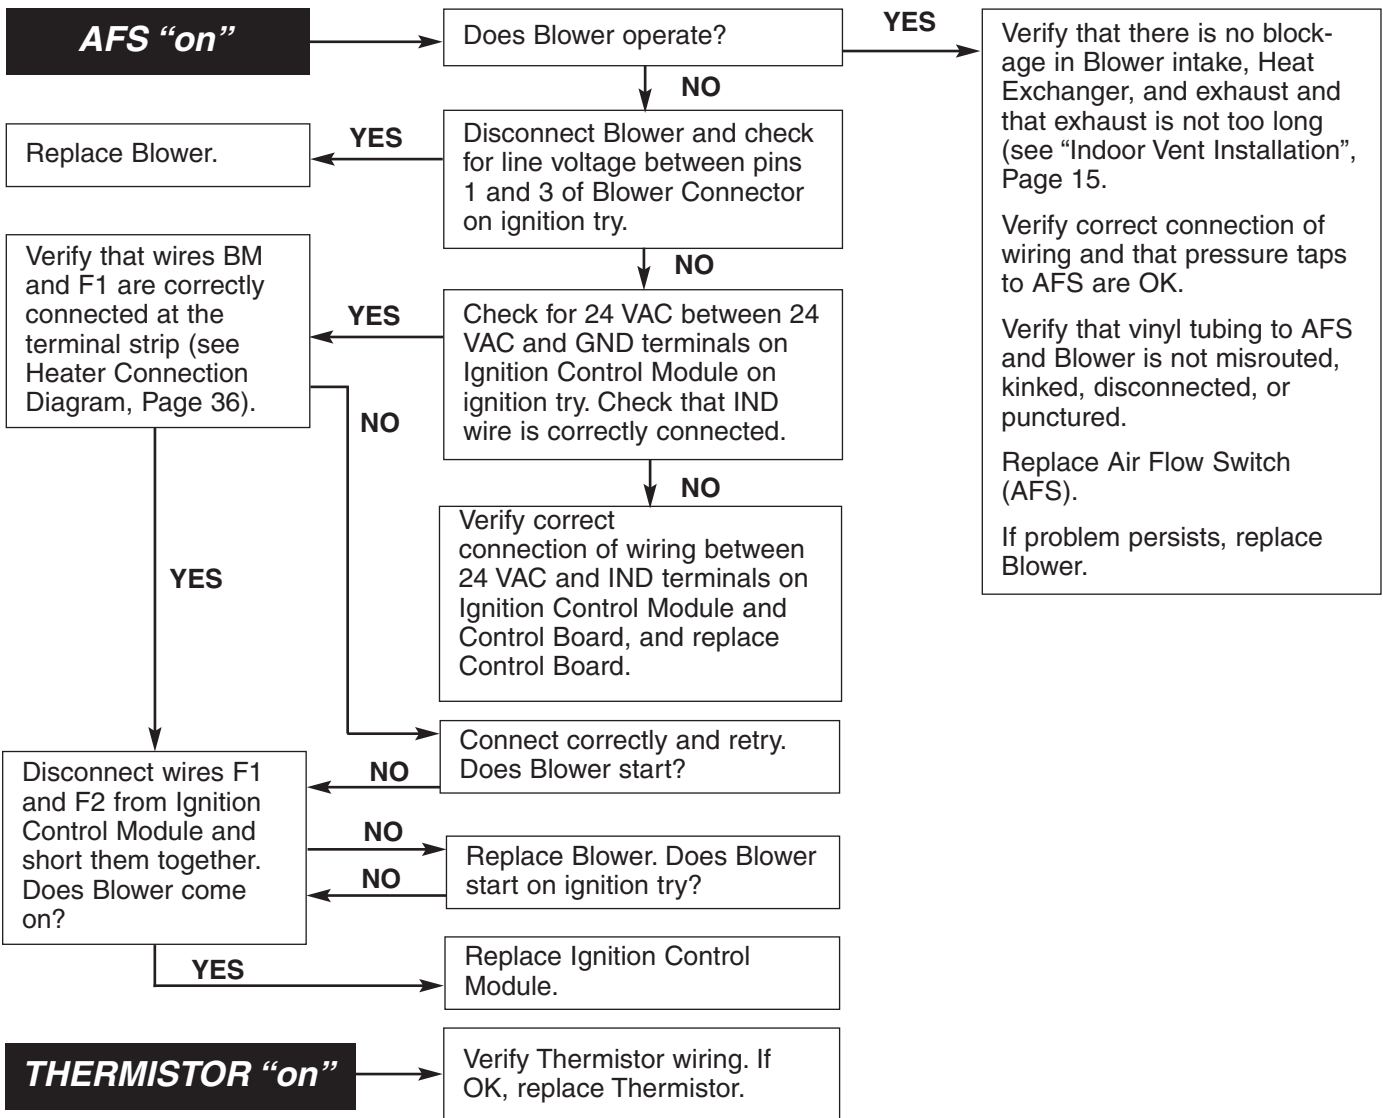 AFS “on”
Does Blower operate?
YES
Verify that there is no block-
age in Blower intake, Heat
Exchanger, and exhaust and
that exhaust is not too long
(see “Indoor Vent Installation”,
Page 15.
Verify correct connection of
wiring and that pressure taps
to AFS are OK.
Verify that vinyl tubing to AFS
and Blower is not misrouted,
kinked, disconnected, or
punctured.
Replace Air Flow Switch
(AFS).
If problem persists, replace
Blower.
NO
Disconnect Blower and check
for line voltage between pins
1 and 3 of Blower Connector
on ignition try.
YES
Replace Blower.
NO
Check for 24 VAC between 24
VAC and GND terminals on
Ignition Control Module on
ignition try. Check that IND
wire is correctly connected.
YES
Verify that wires BM
and F1 are correctly
connected at the
terminal strip (see
Heater Connection
Diagram, Page 36).
NO
NO
Verify correct
connection of wiring between
24 VAC and IND terminals on
Ignition Control Module and
Control Board, and replace
Control Board.
YES
Connect correctly and retry.
Does Blower start?
NO
Disconnect wires F1
and F2 from Ignition
Control Module and
short them together.
Does Blower come
on?
NO
Replace Blower. Does Blower
start on ignition try?
NO
YES
Replace Ignition Control
Module.
THERMISTOR “on”
Verify Thermistor wiring. If
OK, replace Thermistor.